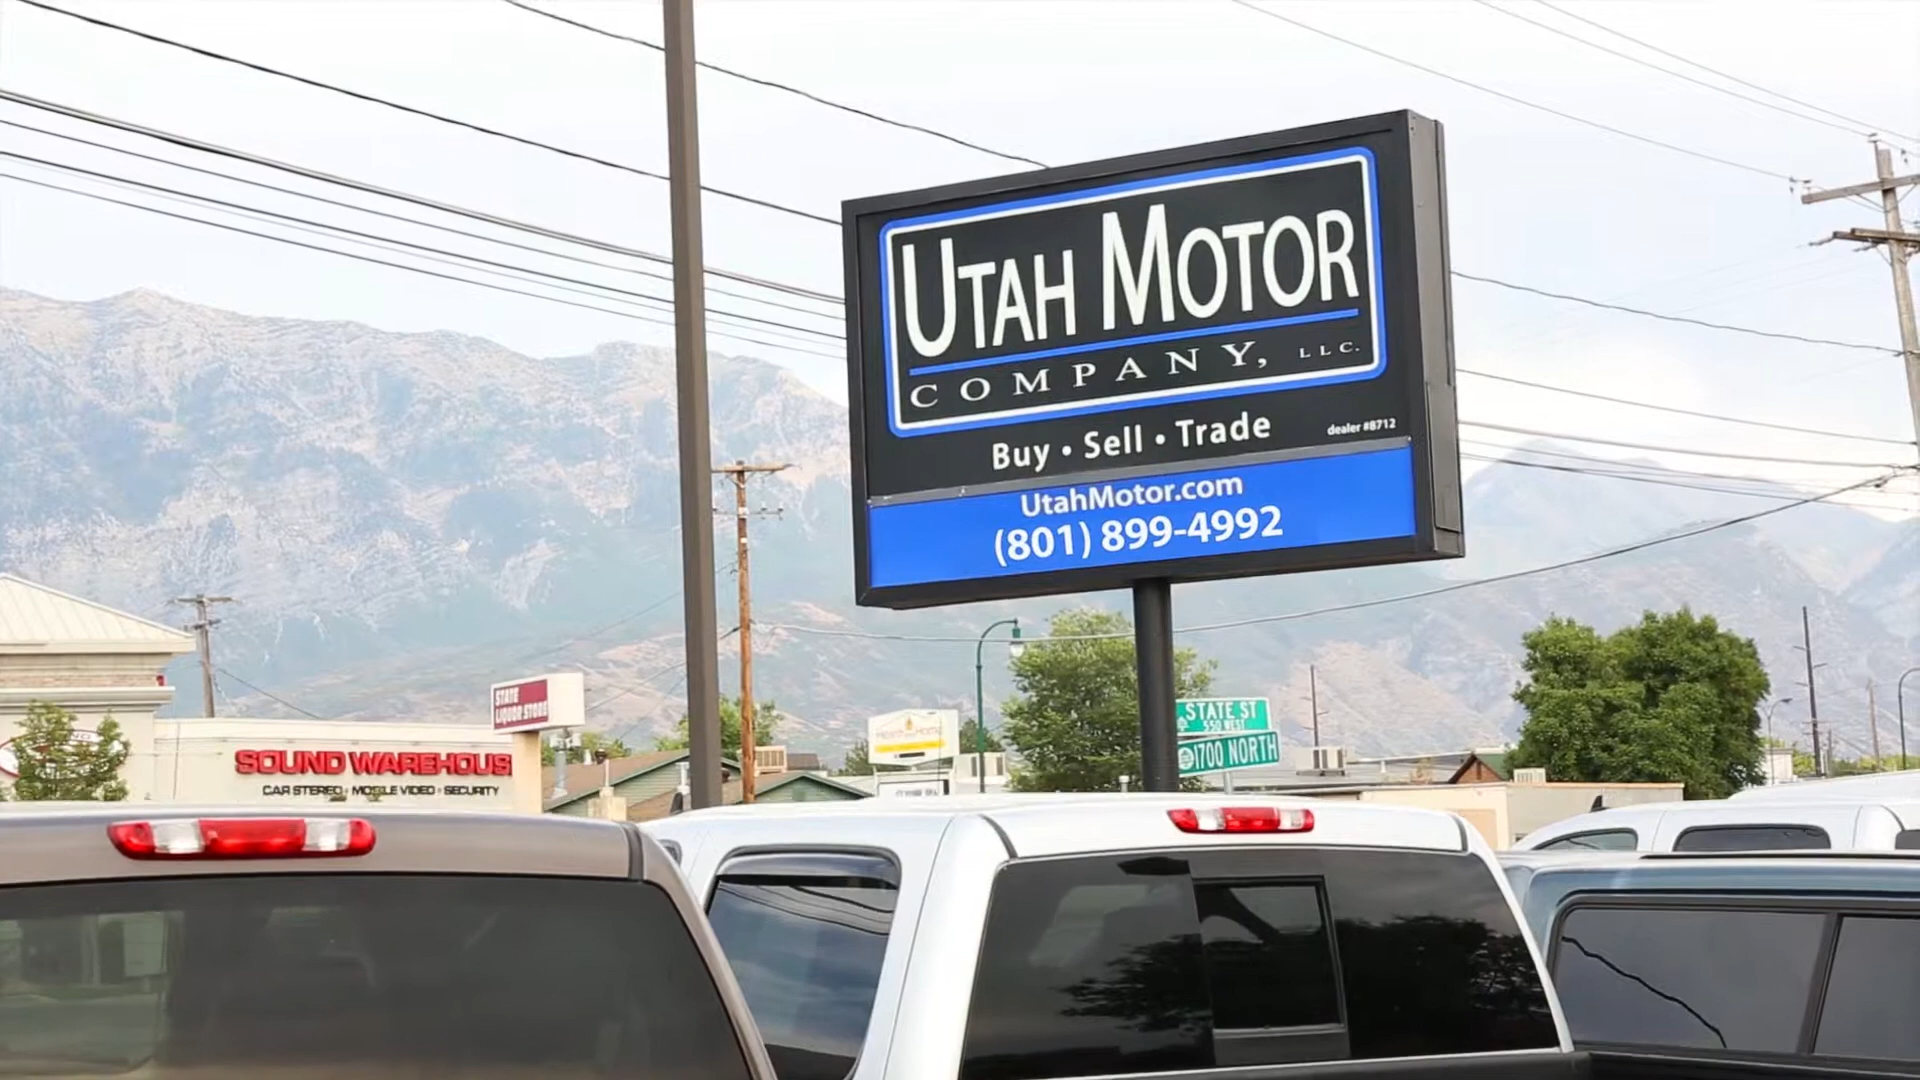 UTAH MOTOR
COMPANY, LLC.
Buy • Sell • Trade
dealer #8712
UtahMotor.com
(801) 899-4992
STATE
LIQUOR STORE
SOUND WAREHOUS
CAR STEREO • MOBILE VIDEO • SECURITY
STATE ST
550 WEST
1700 NORTH